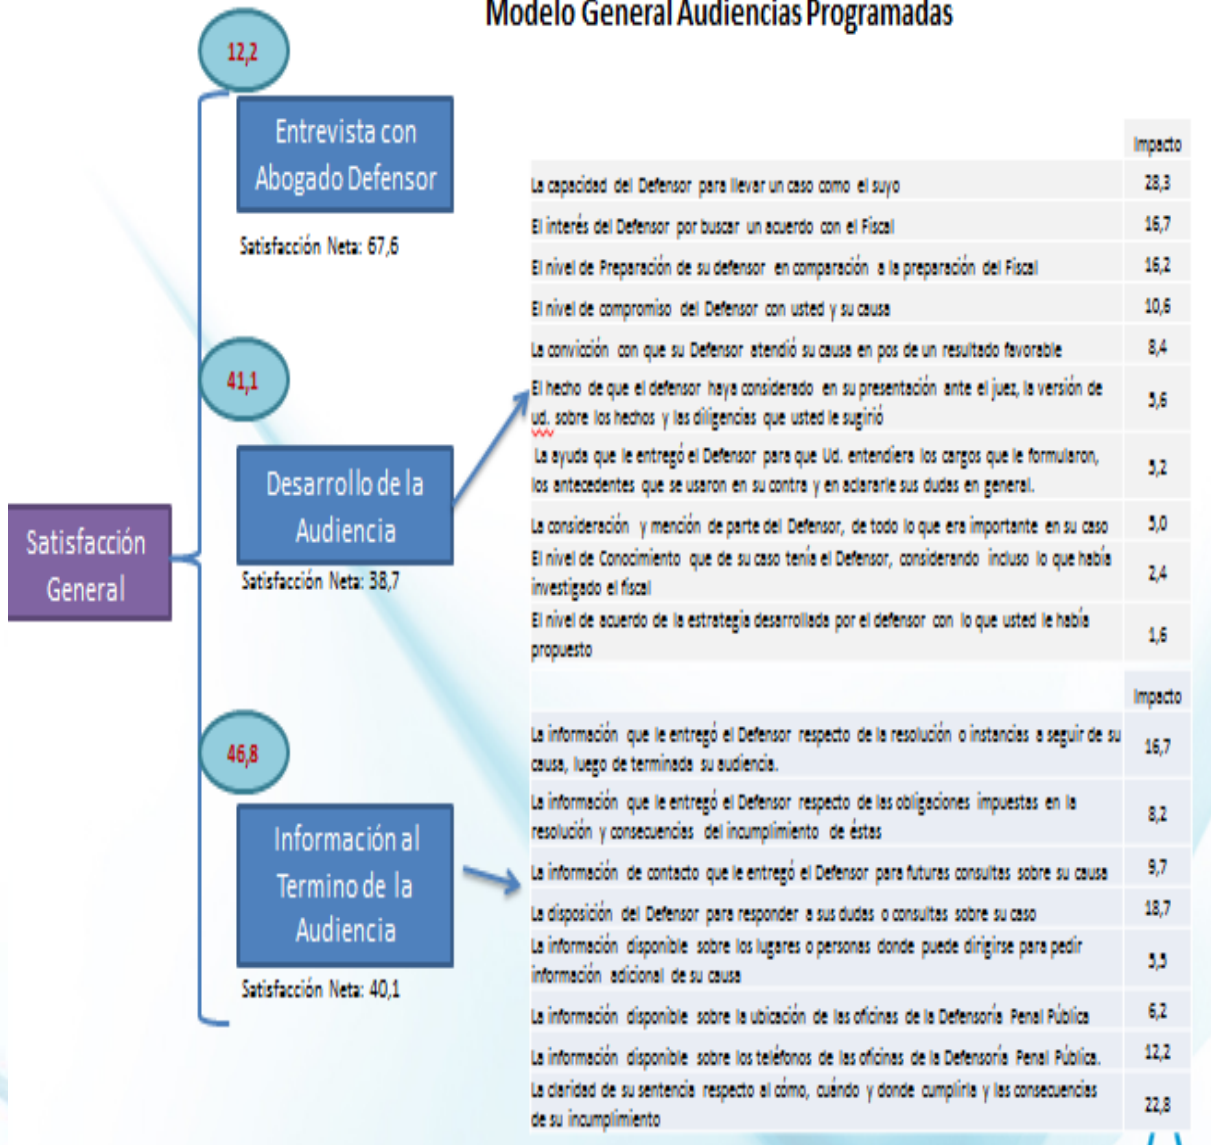 Modelo General Audiencias Programadas
12,2
Entrevista con
Abogado Defensor
Satisfacción Neta: 67,6
41,1
Desarrollo de la
Audiencia
Satisfacción Neta: 38,7
Satisfacción
General
46,8
Información al
Termino de la
Audiencia
Satisfacción Neta: 40,1
Impacto
La capacidad del Defensor para llevar un caso como el suyo 28,3
El interés del Defensor por buscar un acuerdo con el Fiscal 16,7
El nivel de Preparación de su defensor en comparación a la preparación del Fiscal 16,2
El nivel de compromiso del Defensor con usted y su causa 10,6
La convicción con que su Defensor atendió su causa en pos de un resultado favorable 8,4
El hecho de que el defensor haya considerado en su presentación ante el juez, la versión de
ud. sobre los hechos y las diligencias que usted le sugirió 3,6
La ayuda que le entregó el Defensor para que Ud. entendiera los cargos que le formularon,
los antecedentes que se usaron en su contra y en aclararle sus dudas en general. 3,2
La consideración y mención de parte del Defensor, de todo lo que era importante en su caso 3,0
El nivel de Conocimiento que de su caso tenía el Defensor, considerando incluso lo que había
investigado el fiscal 2,4
El nivel de acuerdo de la estrategia desarrollada por el defensor con lo que usted le había
propuesto 1,6
Impacto
La información que le entregó el Defensor respecto de la resolución o instancias a seguir de su
causa, luego de terminada su audiencia. 16,7
La información que le entregó el Defensor respecto de las obligaciones impuestas en la
resolución y consecuencias del incumplimiento de éstas 8,2
La información de contacto que le entregó el Defensor para futuras consultas sobre su causa 9,7
La disposición del Defensor para responder a sus dudas o consultas sobre su caso 18,7
La información disponible sobre los lugares o personas donde puede dirigirse para pedir
información adicional de su causa 3,3
La información disponible sobre la ubicación de las oficinas de la Defensoría Penal Pública 6,2
La información disponible sobre los teléfonos de las oficinas de la Defensoría Penal Pública. 12,2
La claridad de su sentencia respecto al cómo, cuándo y donde cumplirla y las consecuencias
de su incumplimiento 22,8